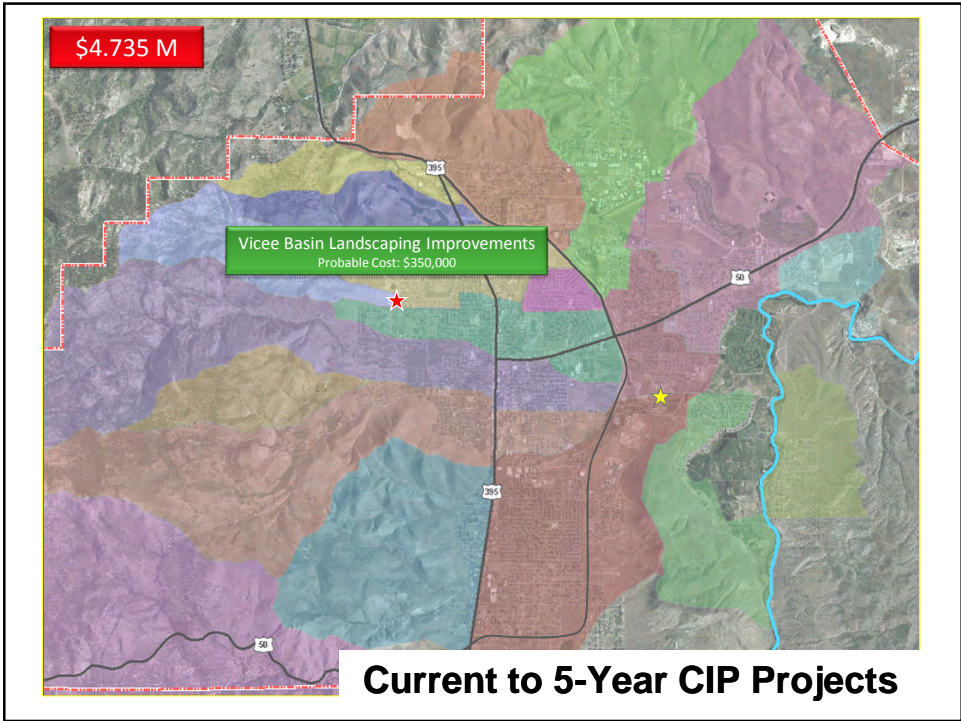 $4.735 M
395
Vicee Basin Landscaping Improvements
Probable Cost: $350,000
50
395
50
Current to 5-Year CIP Projects